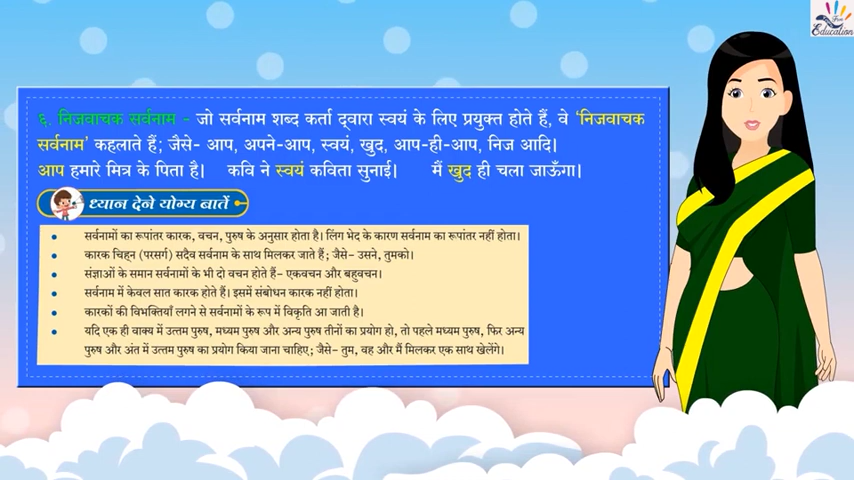 Fun
Education
६. निजवाचक सर्वनाम - जो सर्वनाम शब्द कर्ता द्वारा स्वयं के लिए प्रयुक्त होते हैं, वे ‘निजवाचक
सर्वनाम’ कहलाते हैं; जैसे- आप, अपने-आप, स्वयं, खुद, आप-ही-आप, निज आदि।
आप हमारे मित्र के पिता है। कवि ने स्वयं कविता सुनाई। मैं खुद ही चला जाऊँगा।
ध्यान देने योग्य बातें
• सर्वनामों का रूपांतर कारक, वचन, पुरुष के अनुसार होता है। लिंग भेद के कारण सर्वनाम का रूपांतर नहीं होता।
• कारक चिह्न (परसर्ग) सदैव सर्वनाम के साथ मिलकर जाते हैं; जैसे- उसने, तुमको।
• संज्ञाओं के समान सर्वनामों के भी दो वचन होते हैं- एकवचन और बहुवचन।
• सर्वनाम में केवल सात कारक होते हैं। इसमें संबोधन कारक नहीं होता।
• कारकों की विभक्तियाँ लगने से सर्वनामों के रूप में विकृति आ जाती है।
• यदि एक ही वाक्य में उत्तम पुरुष, मध्यम पुरुष और अन्य पुरुष तीनों का प्रयोग हो, तो पहले मध्यम पुरुष, फिर अन्य
पुरुष और अंत में उत्तम पुरुष का प्रयोग किया जाना चाहिए; जैसे- तुम, वह और मैं मिलकर एक साथ खेलेंगे।